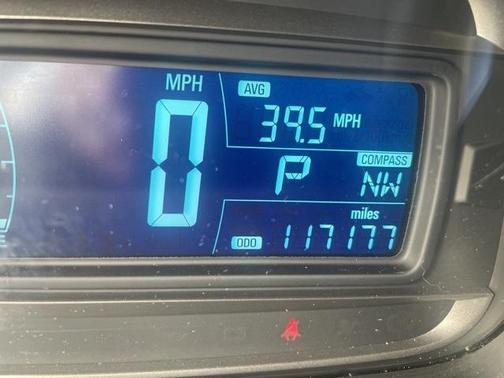 MPH
0
AVG
39.5 MPH
COMPASS
P NW
miles
ODO 117177